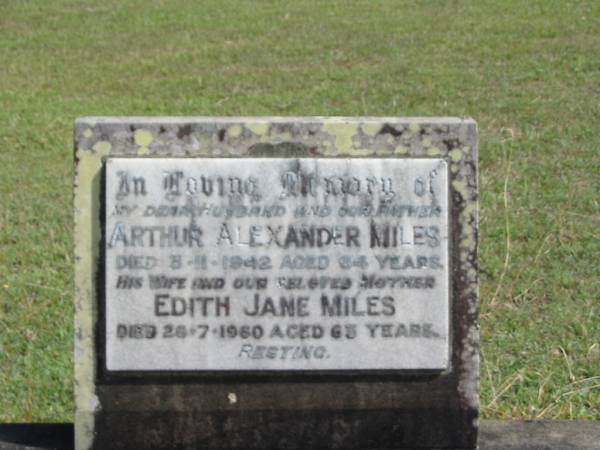 In Loving Memory of
MY DEAR HUSBAND AND OUR FATHER
ARTHUR ALEXANDER MILES
DIED 3-11-1942 AGED 64 YEARS.
HIS WIFE AND OUR BELOVED MOTHER
EDITH JANE MILES
DIED 26-7-1960 AGED 65 YEARS.
RESTING.